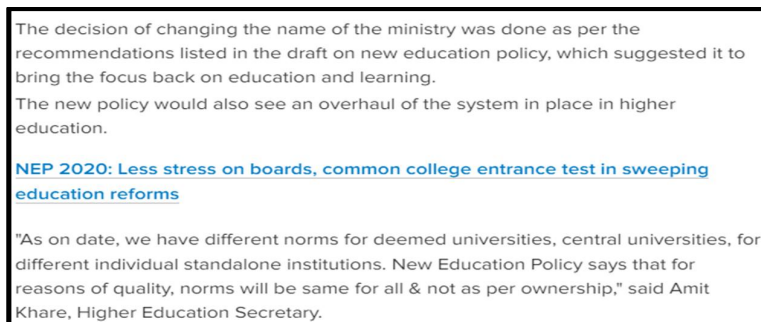 The decision of changing the name of the ministry was done as per the
recommendations listed in the draft on new education policy, which suggested it to
bring the focus back on education and learning.
The new policy would also see an overhaul of the system in place in higher
education.
NEP 2020: Less stress on boards, common college entrance test in sweeping
education reforms
"As on date, we have different norms for deemed universities, central universities, for
different individual standalone institutions. New Education Policy says that for
reasons of quality, norms will be same for all & not as per ownership," said Amit
Khare, Higher Education Secretary.